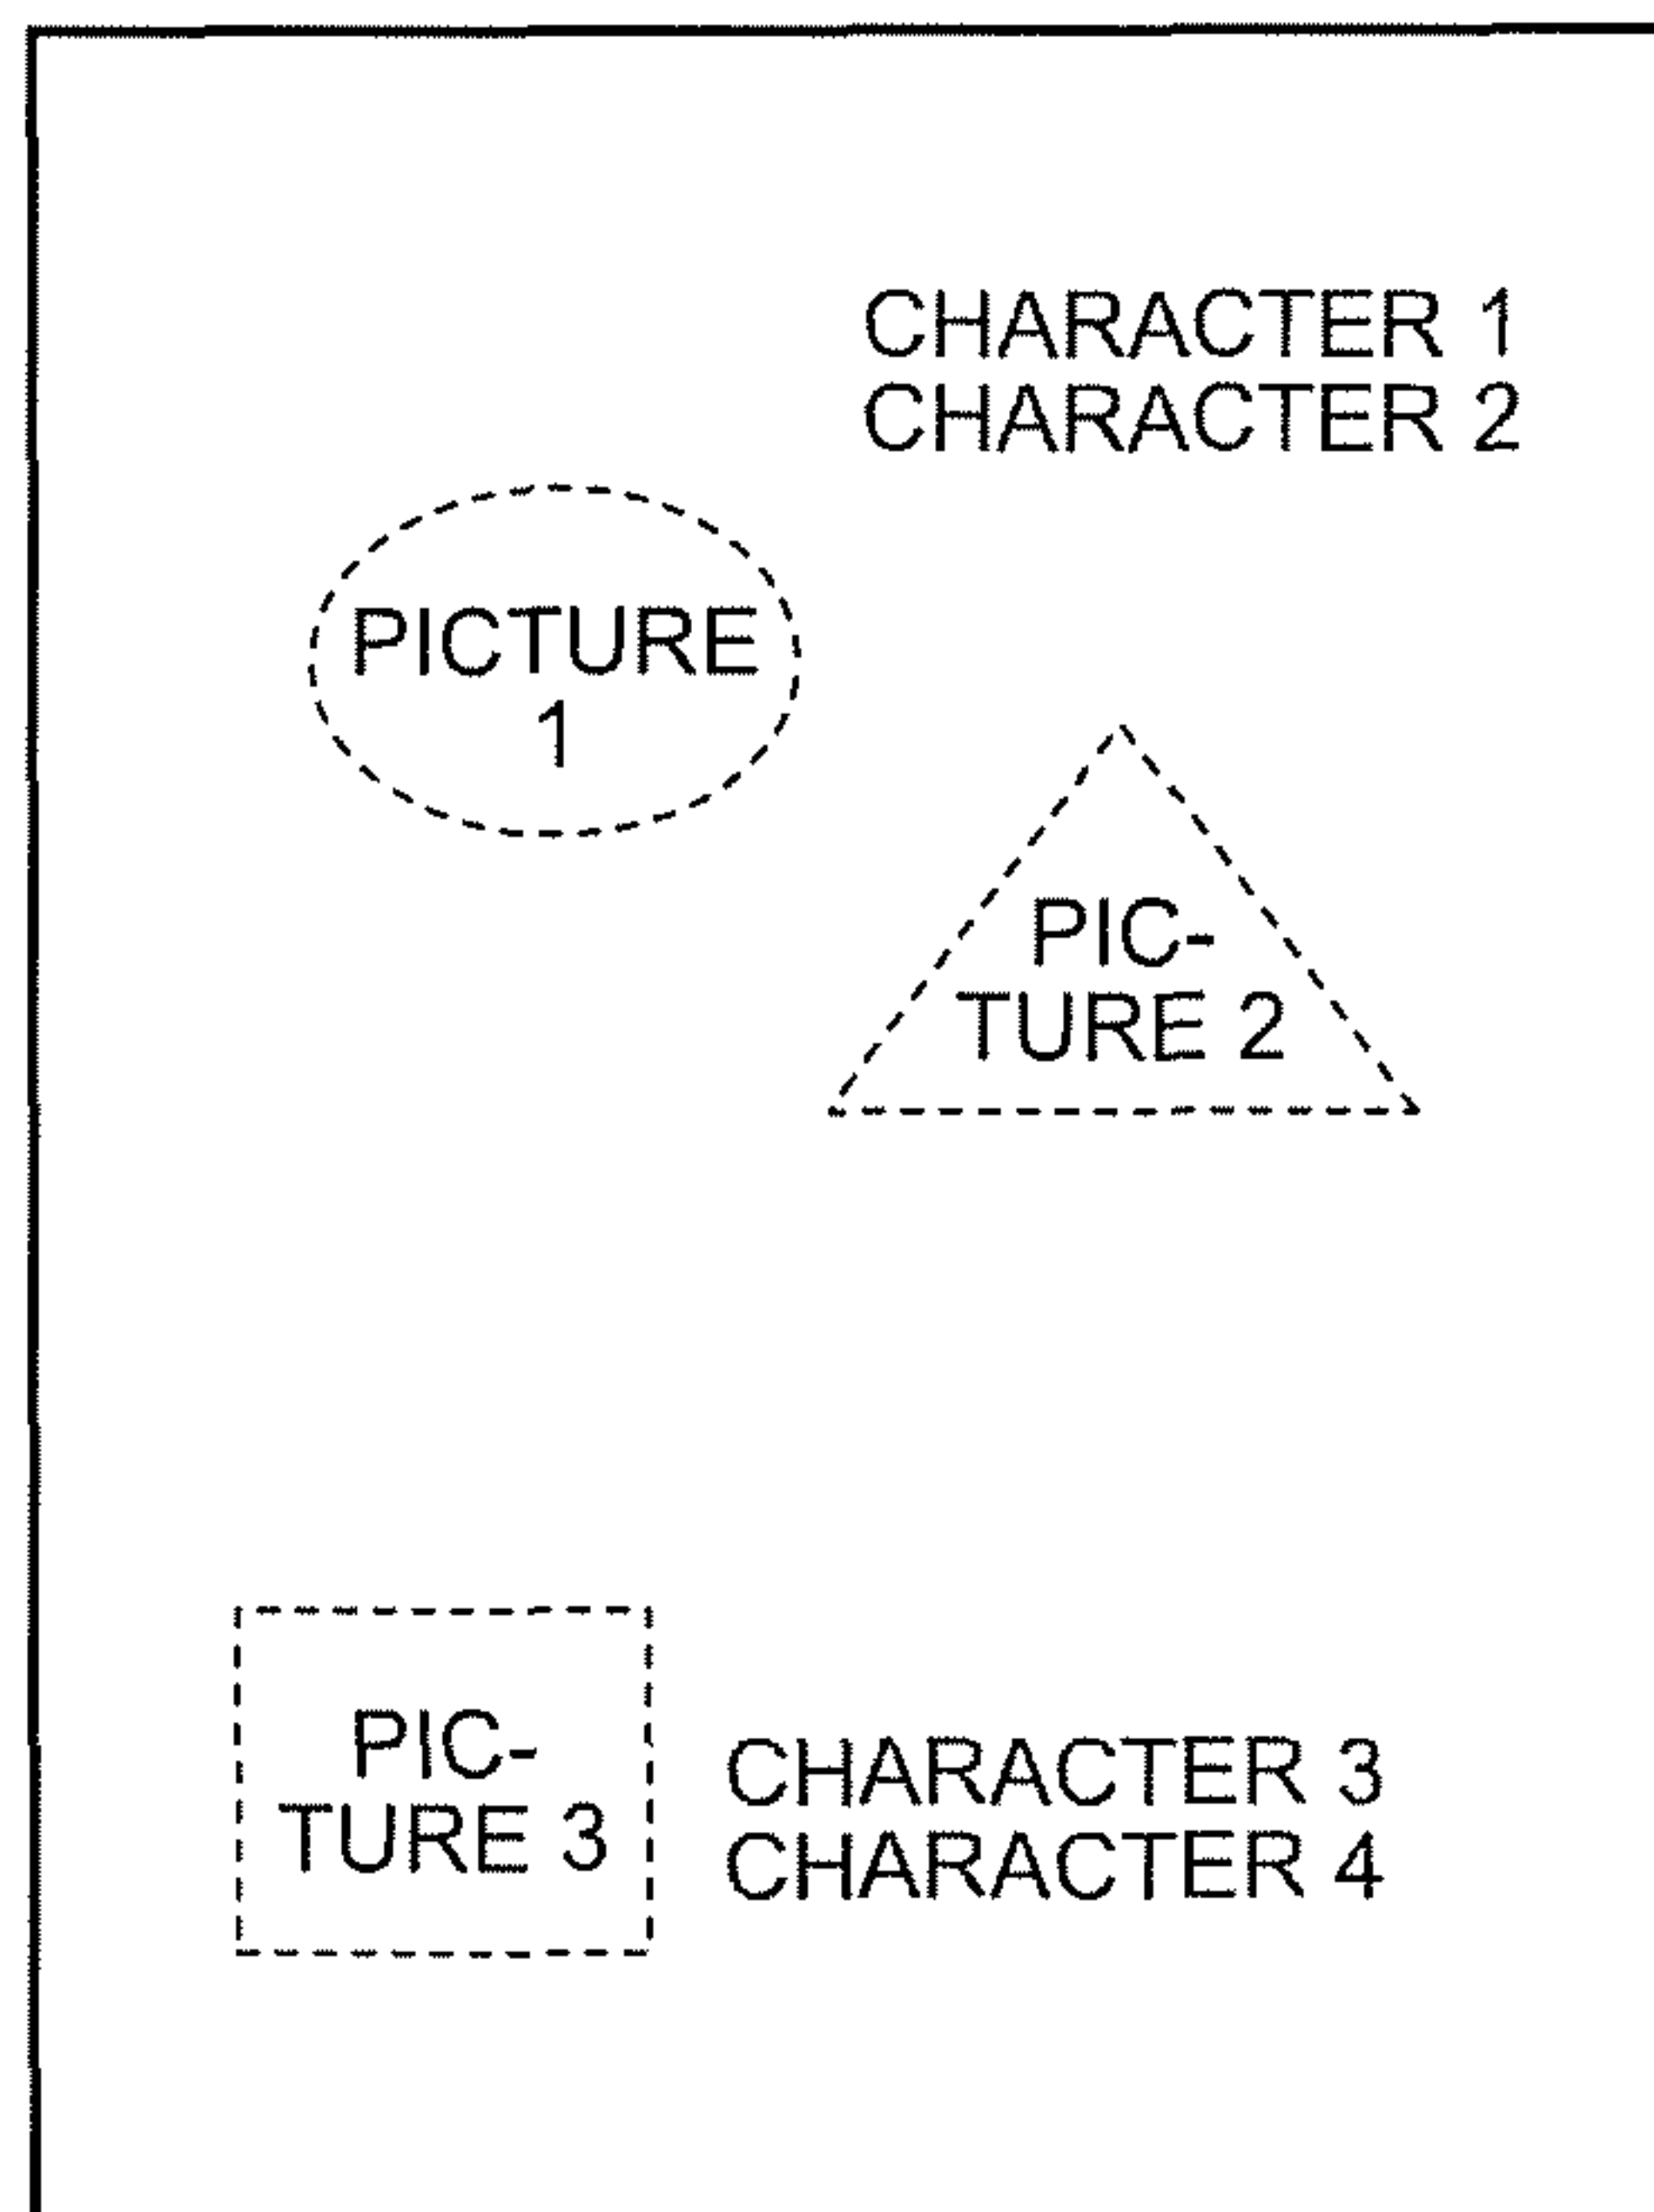 CHARACTER 1
CHARACTER 2
PICTURE
1
PIC-
TURE 2
PIC-
TURE 3
CHARACTER 3
CHARACTER 4